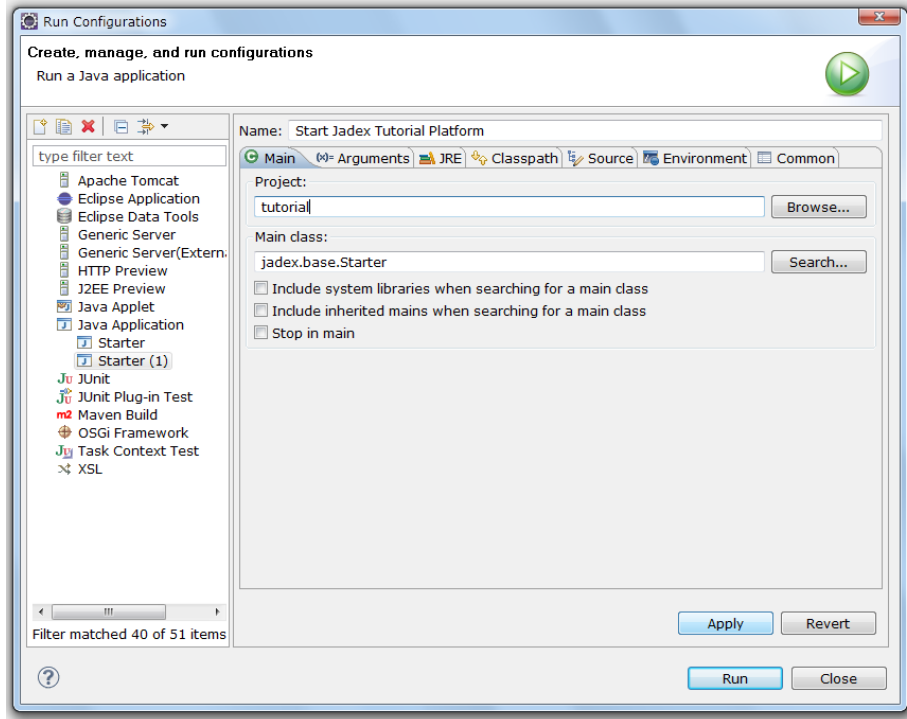 Run Configurations
Create, manage, and run configurations
Run a Java application
type filter text
Apache Tomcat
Eclipse Application
Eclipse Data Tools
Generic Server
Generic Server(Extern
HTTP Preview
J2EE Preview
Java Applet
Java Application
Starter
Starter (1)
JUnit
JUnit Plug-in Test
m2 Maven Build
OSGi Framework
Task Context Test
XSL
Filter matched 40 of 51 items
Name: Start Jadex Tutorial Platform
Main (x)= Arguments JRE Classpath Source Environment Common
Project:
tutorial Browse...
Main class:
jadex.base.Starter Search...
Include system libraries when searching for a main class
Include inherited mains when searching for a main class
Stop in main
Apply Revert
Run Close